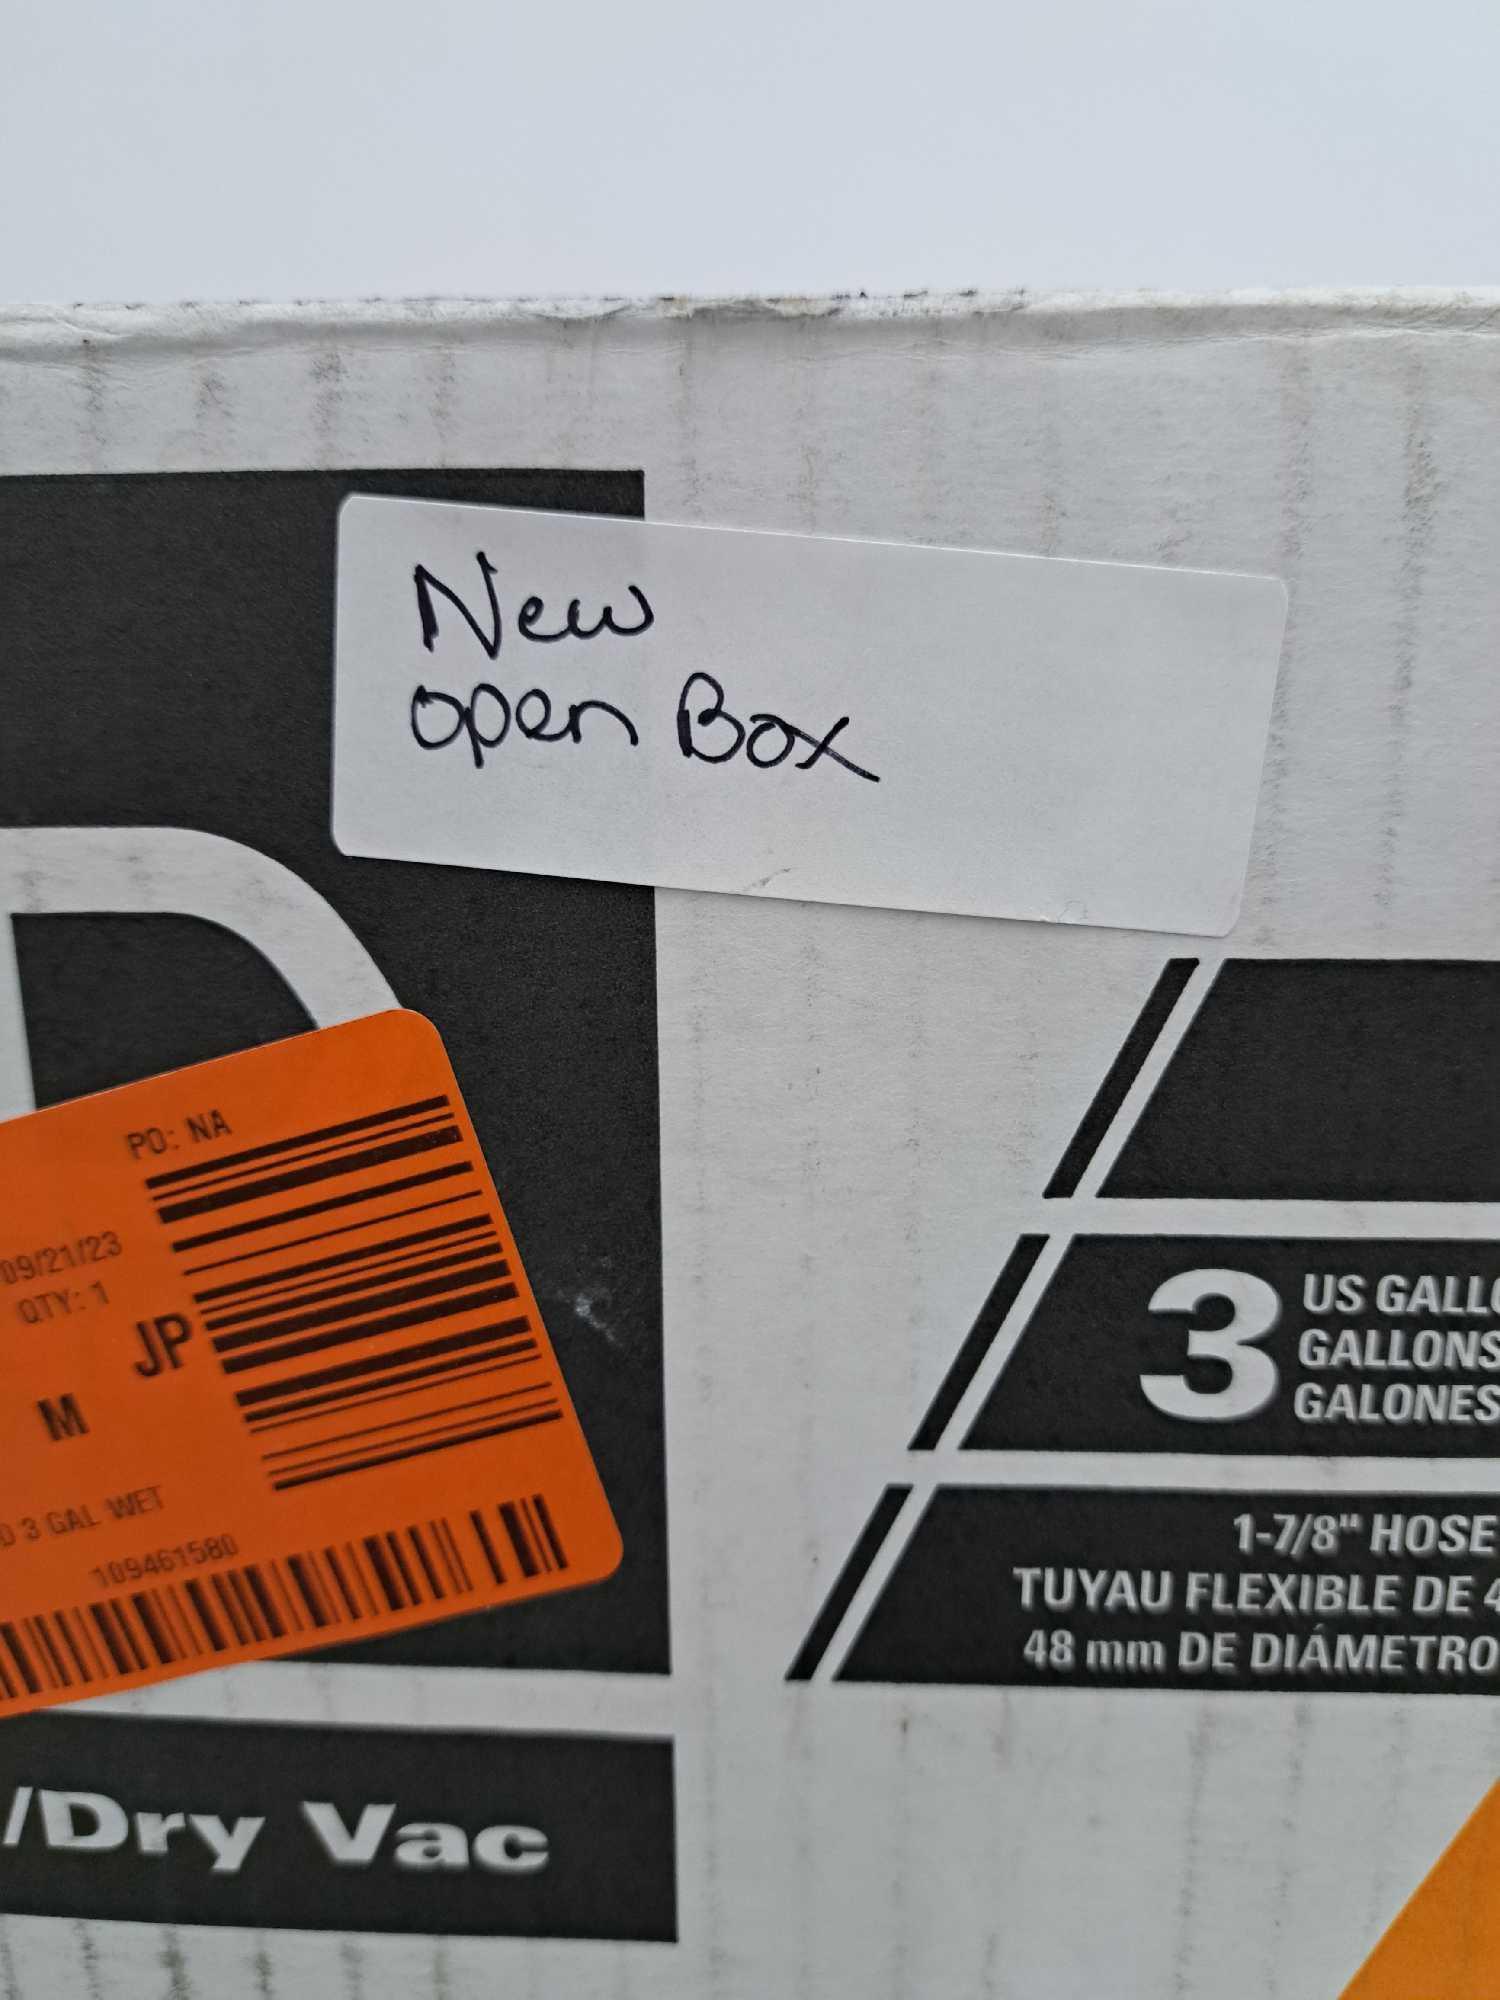 New
open Box
PO: NA
09/21/23
QTY: 1
JP
M
3 GAL WET
109461580
3
US GALL
GALLONS
GALONES
1-7/8" HOSE
TUYAU FLEXIBLE DE 4
48 mm DE DIÁMETRO
/Dry Vac